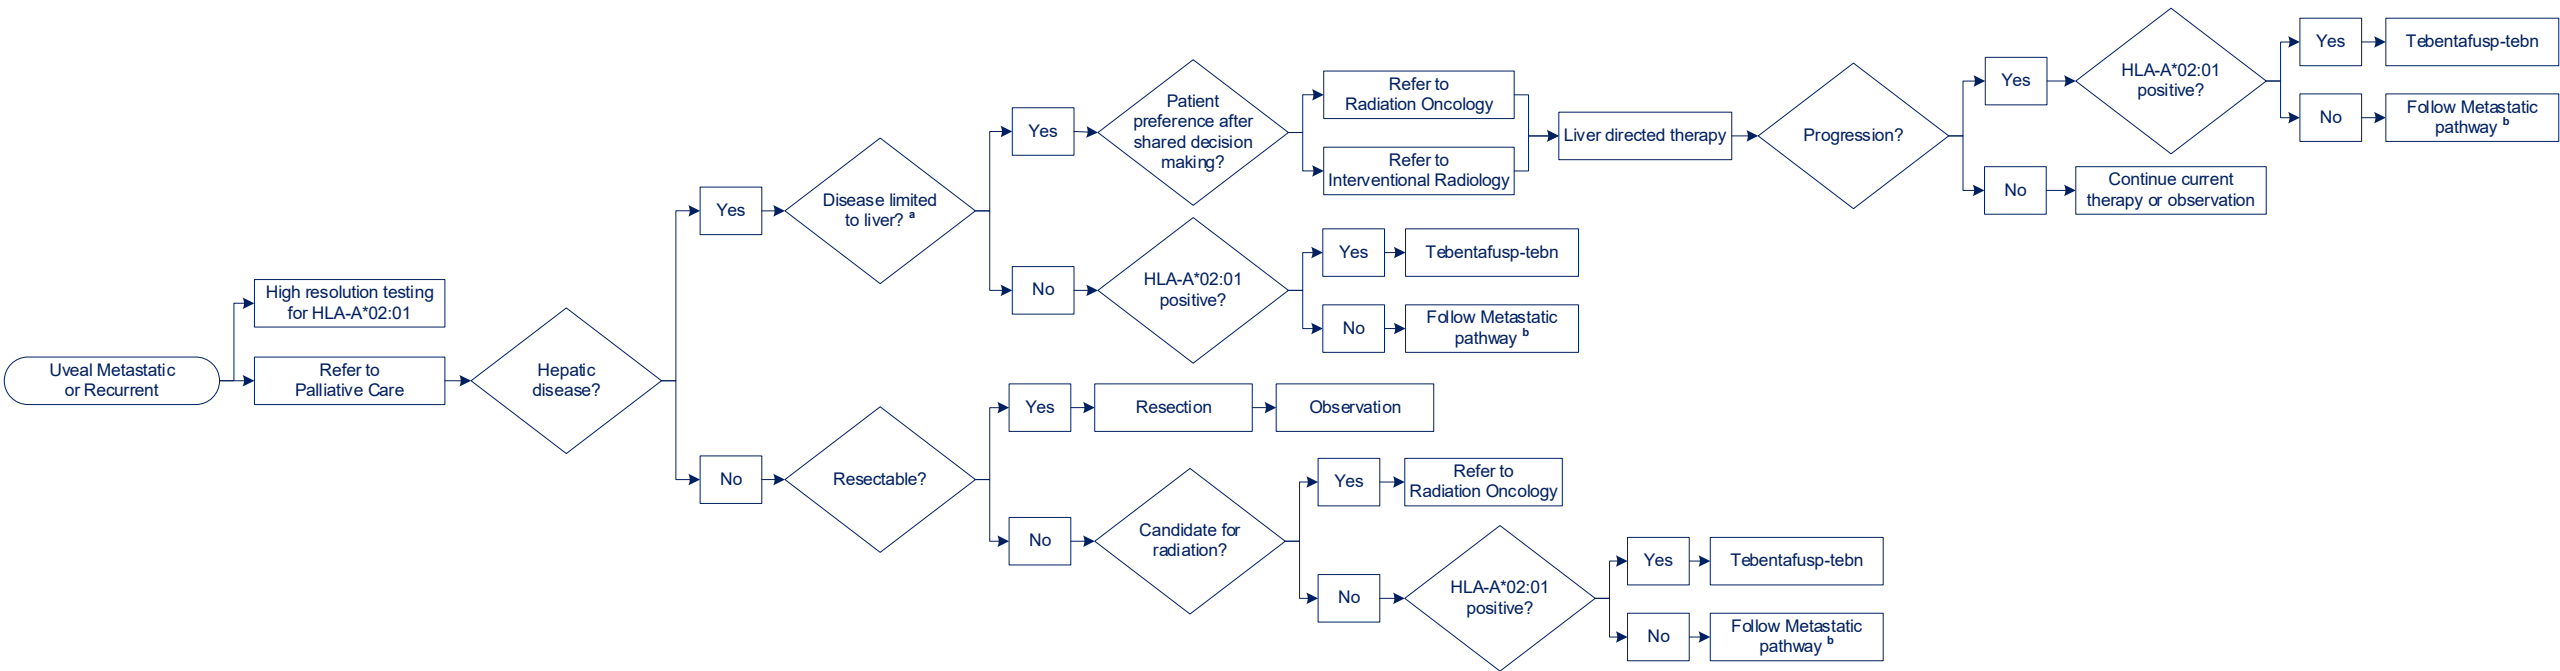 Uveal Metastatic
or Recurrent
High resolution testing
for HLA-A*02:01
Refer to
Palliative Care
Hepatic
disease?
Yes
Disease limited
to liver? a
Yes
Patient
preference after
shared decision
making?
Refer to
Radiation Oncology
Refer to
Interventional Radiology
Liver directed therapy
Progression?
Yes
HLA-A*02:01
positive?
Yes
Tebentafusp-tebn
No
Follow Metastatic
pathway b
No
Continue current
therapy or observation
No
HLA-A*02:01
positive?
Yes
Tebentafusp-tebn
No
Follow Metastatic
pathway b
No
Resectable?
Yes
Resection
Observation
No
Candidate for
radiation?
Yes
Refer to
Radiation Oncology
No
HLA-A*02:01
positive?
Yes
Tebentafusp-tebn
No
Follow Metastatic
pathway b